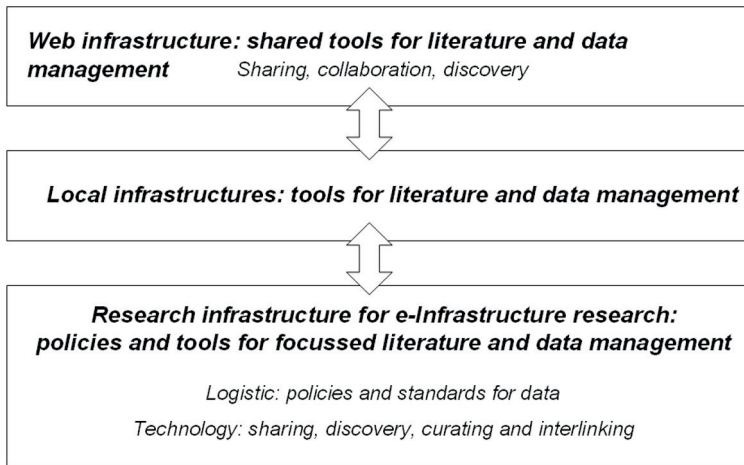 Web infrastructure: shared tools for literature and data
management Sharing, collaboration, discovery
Local infrastructures: tools for literature and data management
Research infrastructure for e-Infrastructure research:
policies and tools for focussed literature and data management
Logistic: policies and standards for data
Technology: sharing, discovery, curating and interlinking